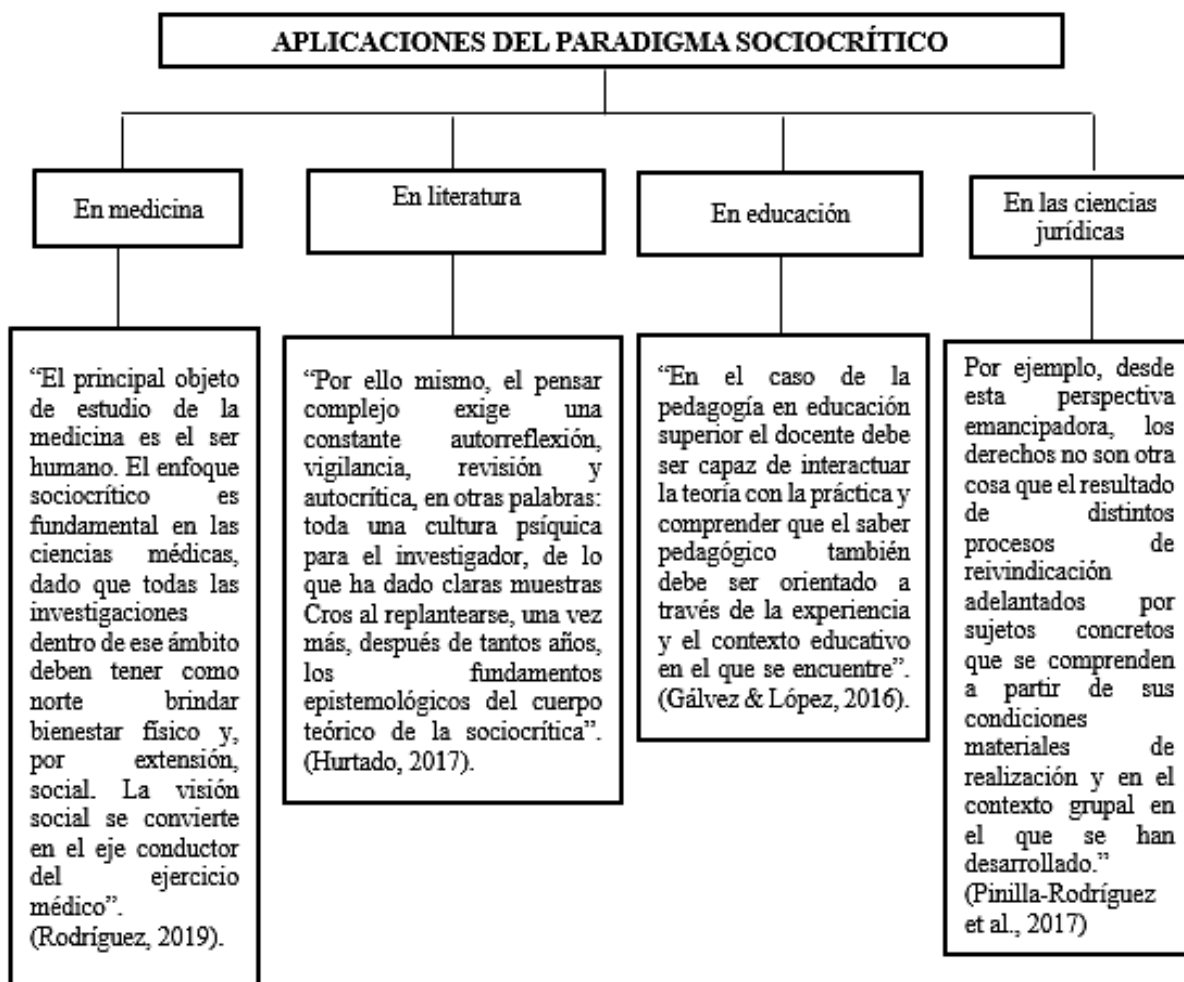 APLICACIONES DEL PARADIGMA SOCIOCRÍTICO
En medicina
“El principal objeto
de estudio de la
medicina es el ser
humano. El enfoque
sociocrítico es
fundamental en las
ciencias médicas,
dado que todas las
investigaciones
dentro de ese ámbito
deben tener como
norte brindar
bienestar físico y,
por extensión,
social. La visión
social se convierte
en el eje conductor
del ejercicio
médico”.
(Rodríguez, 2019).
En literatura
“Por ello mismo, el pensar
complejo exige una
constante autorreflexión,
vigilancia, revisión y
autocrítica, en otras palabras:
toda una cultura psíquica
para el investigador, de lo
que ha dado claras muestras
Cros al replantearse, una vez
más, después de tantos años,
los fundamentos
epistemológicos del cuerpo
teórico de la sociocrítica”.
(Hurtado, 2017).
En educación
“En el caso de la
pedagogía en educación
superior el docente debe
ser capaz de interactuar
la teoría con la práctica y
comprender que el saber
pedagógico también
debe ser orientado a
través de la experiencia
y el contexto educativo
en el que se encuentre”.
(Gálvez & López, 2016).
En las ciencias
jurídicas
Por ejemplo, desde
esta perspectiva
emancipadora, los
derechos no son otra
cosa que el resultado
de distintos
procesos de
reivindicación
adelantados por
sujetos concretos
que se comprenden
a partir de sus
condiciones
materiales de
realización y en el
contexto grupal en
el que se han
desarrollado.”
(Pinilla-Rodríguez
et al., 2017)